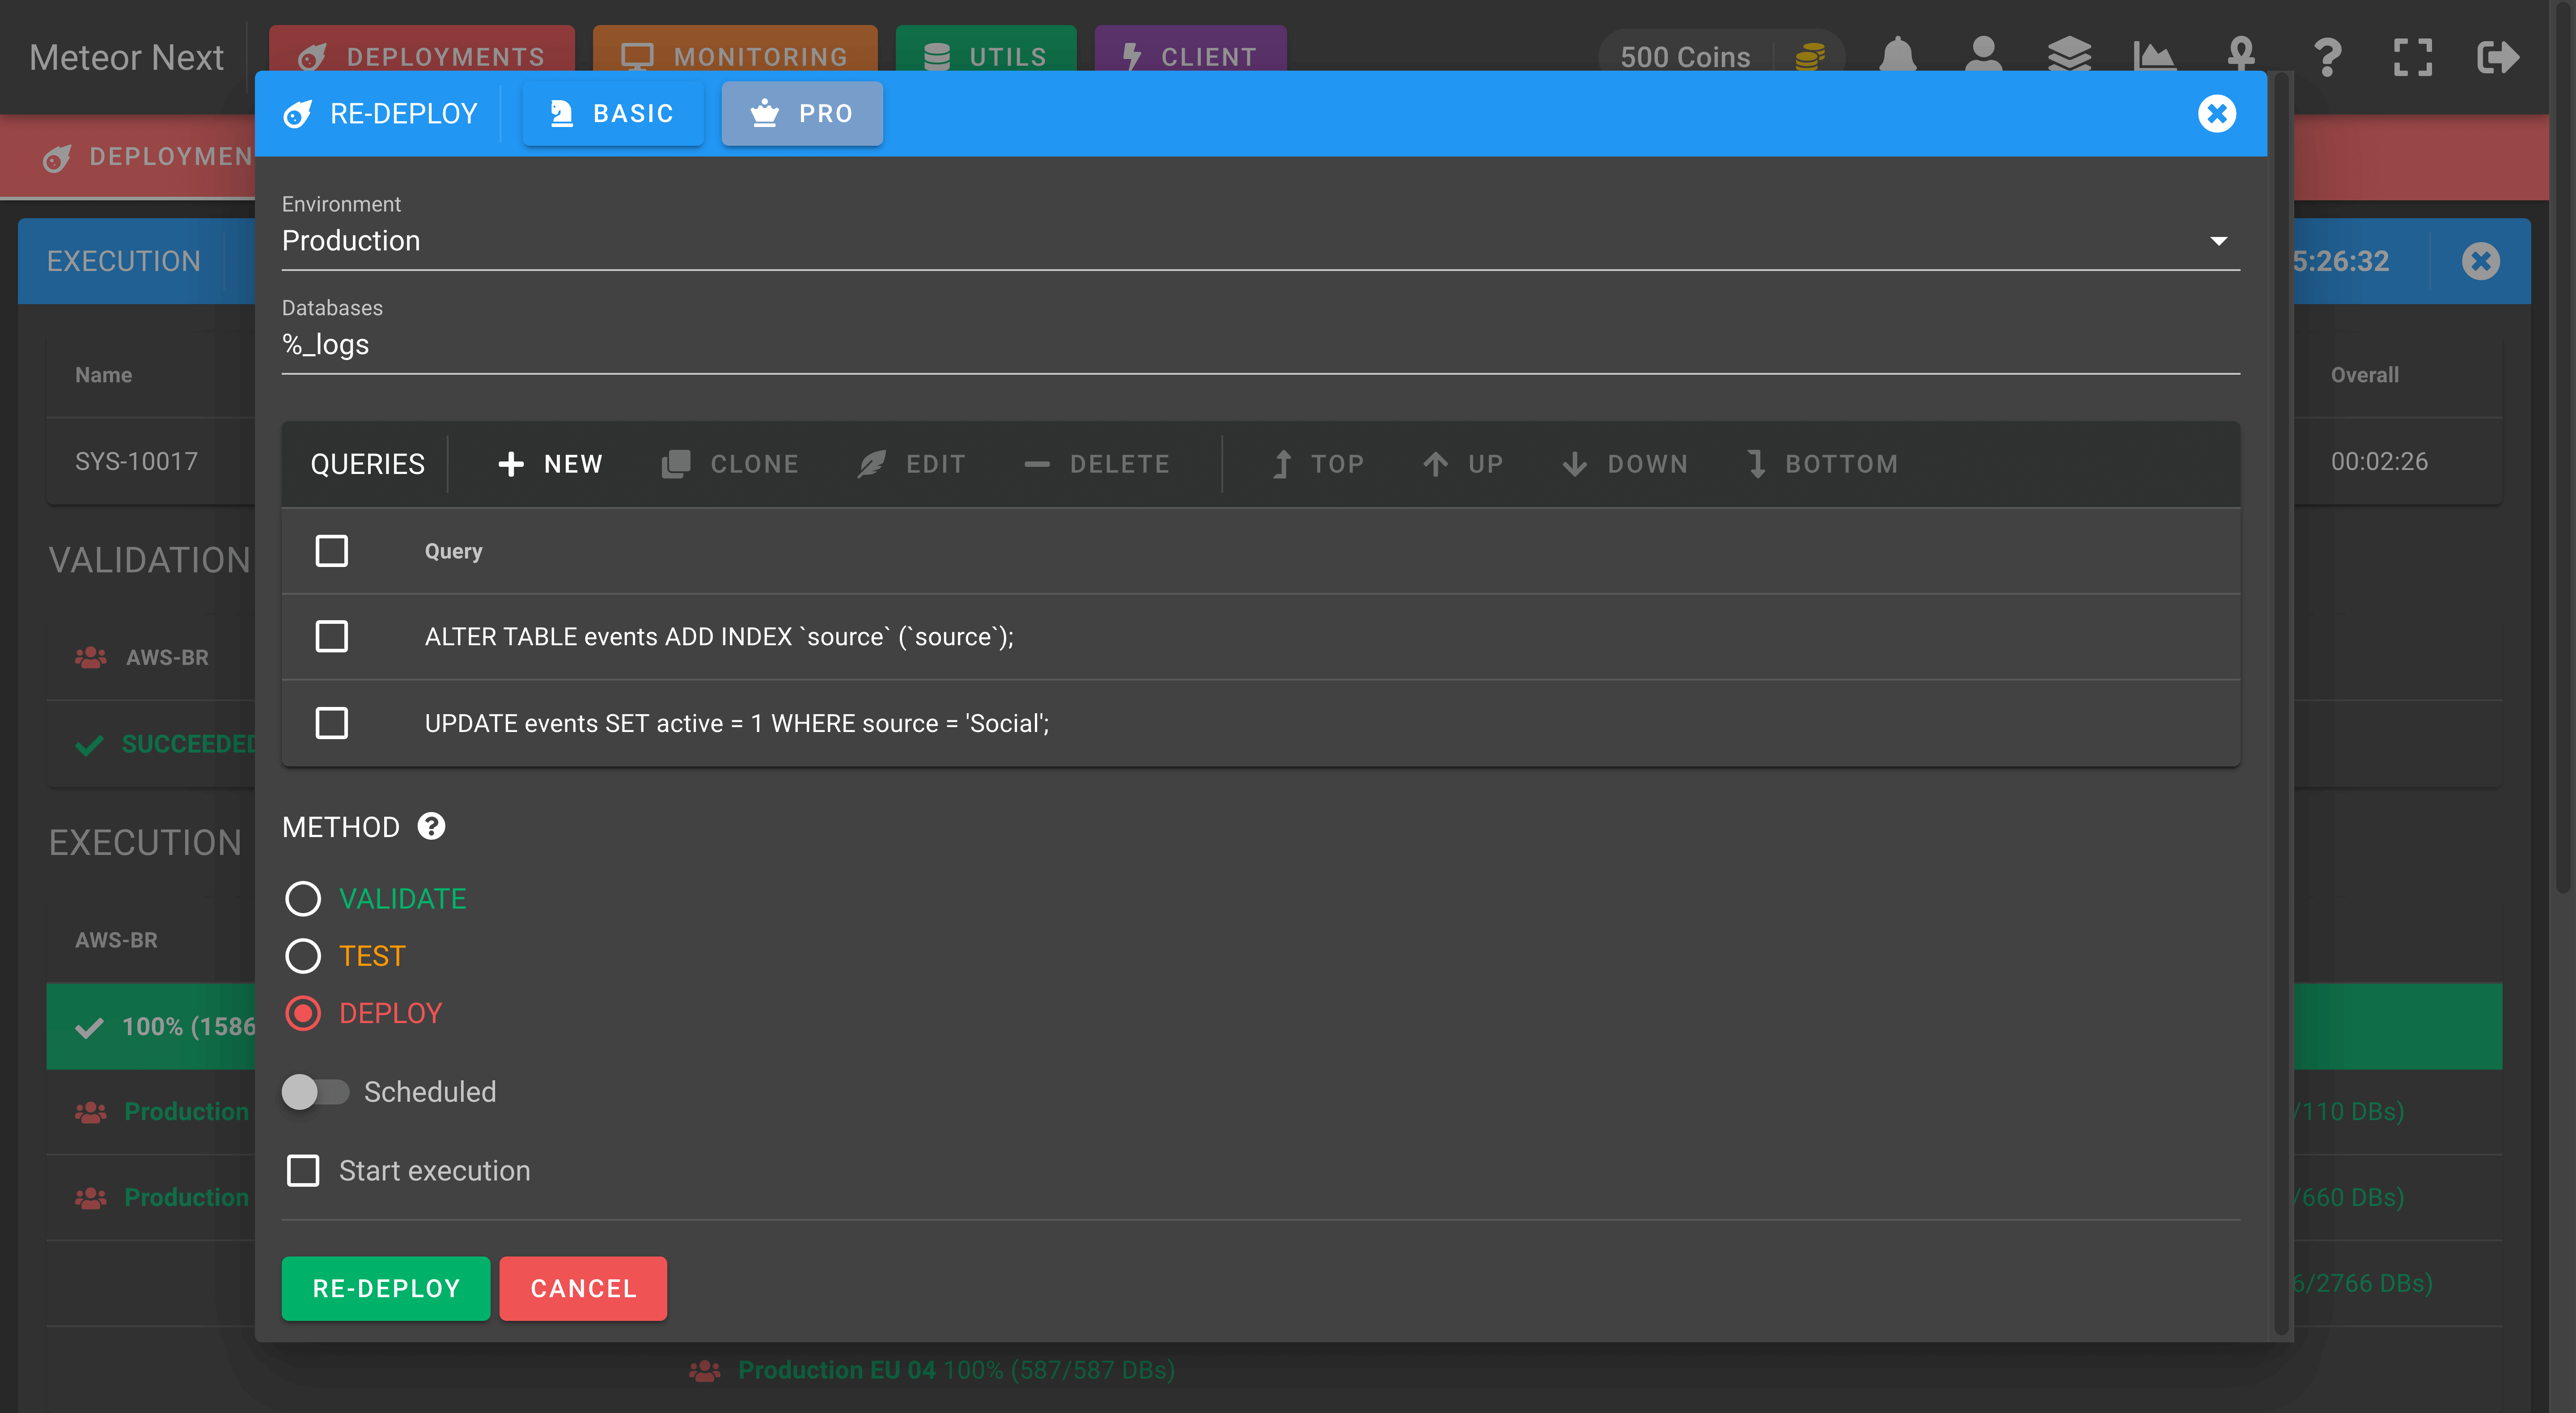 Meteor Next
DEPLOYMENTS
MONITORING
UTILS
CLIENT
500 Coins
RE-DEPLOY
BASIC
PRO
Environment
Production
Databases
%_logs
EXECUTION
5:26:32
Name
Overall
SYS-10017
00:02:26
QUERIES
NEW
CLONE
EDIT
DELETE
TOP
UP
DOWN
BOTTOM
Query
ALTER TABLE events ADD INDEX `source` (`source`);
UPDATE events SET active = 1 WHERE source = 'Social';
VALIDATION
AWS-BR
SUCCEEDED
METHOD
VALIDATE
TEST
DEPLOY
Scheduled
Start execution
RE-DEPLOY
CANCEL
EXECUTION
AWS-BR
100% (1586
Production
/110 DBs)
Production
/660 DBs)
6/2766 DBs)
Production EU 04 100% (587/587 DBs)